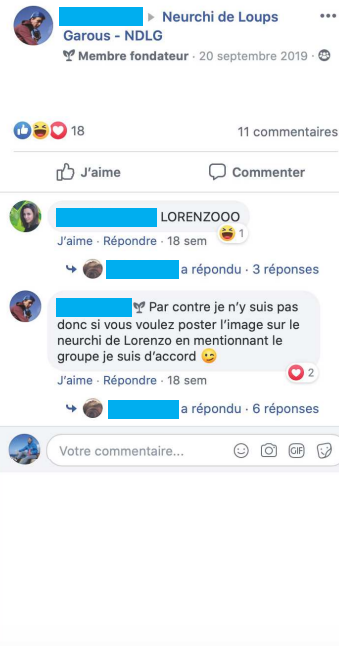 Neurchi de Loups
Garous - NDLG
Membre fondateur · 20 septembre 2019 ·
18
11 commentaires
J'aime
Commenter
LORENZOOO
1
J'aime · Répondre · 18 sem
a répondu · 3 réponses
Par contre je n'y suis pas
donc si vous voulez poster l'image sur le
neurchi de Lorenzo en mentionnant le
groupe je suis d'accord 😉
2
J'aime · Répondre · 18 sem
a répondu · 6 réponses
Votre commentaire...
GIF